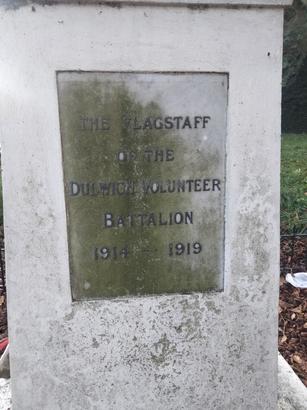 THE FLAGSTAFF
OF THE
DULWICH VOLUNTEER
BATTALION
1914 — 1919